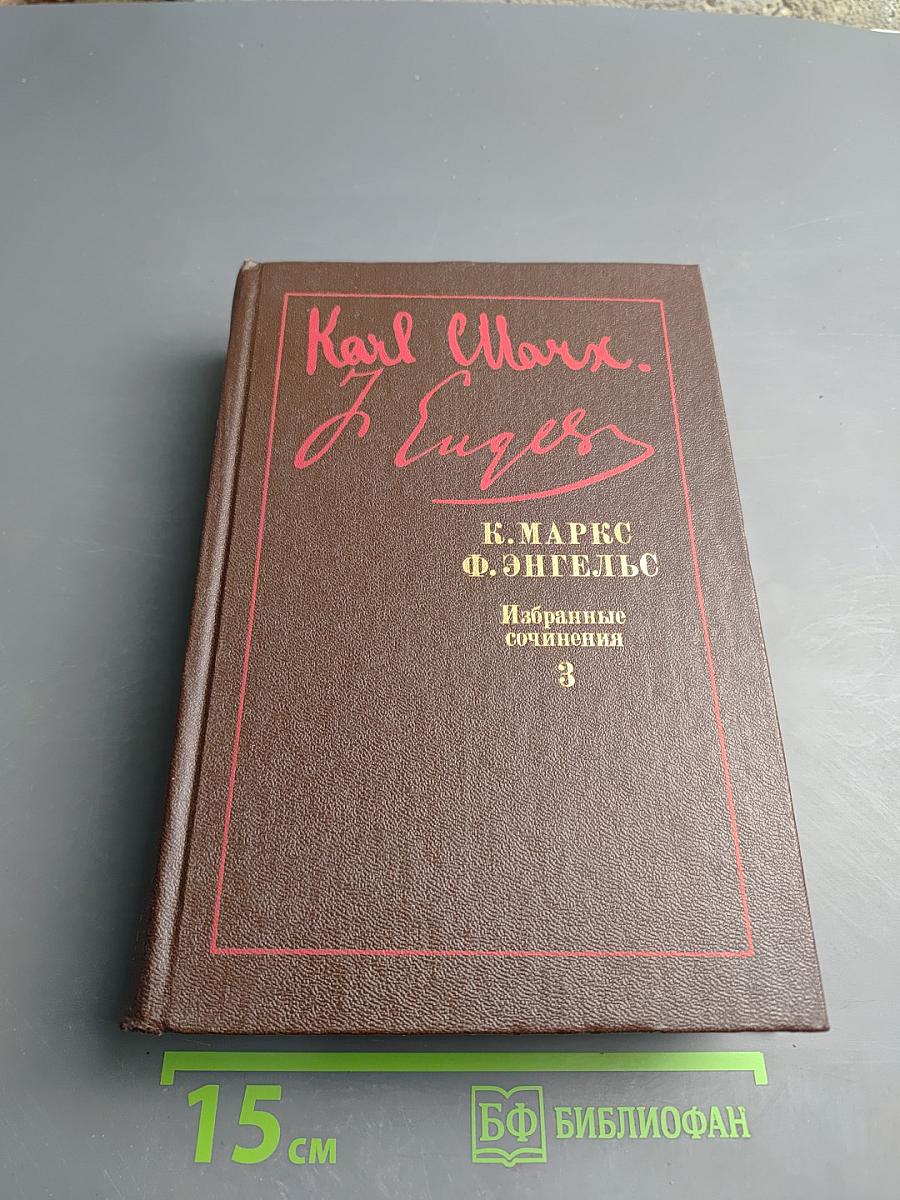 Karl Marx.
F Engels
К. МАРКС
Ф. ЭНГЕЛЬС
Избранные
сочинения
3
15 см
БФ БИБЛИОФАН